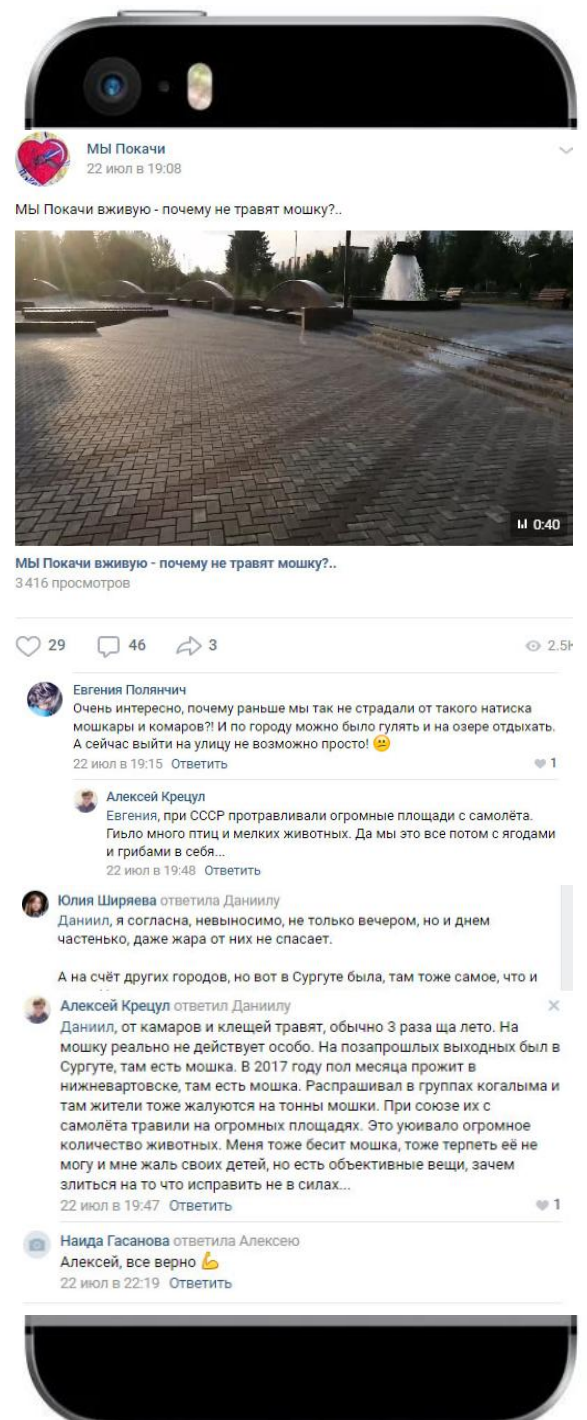 МЫ Покачи
22 июл в 19:08
МЫ Покачи вживую - почему не травят мошку?..
0:40
МЫ Покачи вживую - почему не травят мошку?..
3 416 просмотров
29 46 3 2.5К
Евгения Полянчич
Очень интересно, почему раньше мы так не страдали от такого натиска
мошкары и комаров?! И по городу можно было гулять и на озере отдыхать.
А сейчас выйти на улицу не возможно просто! 😕
22 июл в 19:15 Ответить 1
Алексей Крецул
Евгения, при СССР протравливали огромные площади с самолёта.
Гиьло много птиц и мелких животных. Да мы это все потом с ягодами
и грибами в себя...
22 июл в 19:48 Ответить
Юлия Ширяева ответила Даниилу
Даниил, я согласна, невыносимо, не только вечером, но и днем
частенько, даже жара от них не спасает.
А на счёт других городов, но вот в Сургуте была, там тоже самое, что и
Алексей Крецул ответил Даниилу
Даниил, от камаров и клещей травят, обычно 3 раза ща лето. На
мошку реально не действует особо. На позапрошлых выходных был в
Сургуте, там есть мошка. В 2017 году пол месяца прожит в
нижневартовске, там есть мошка. Распрашивал в группах когалыма и
там жители тоже жалуются на тонны мошки. При союзе их с
самолёта травили на огромных площадях. Это уюивало огромное
количество животных. Меня тоже бесит мошка, тоже терпеть её не
могу и мне жаль своих детей, но есть объективные вещи, зачем
злиться на то что исправить не в силах...
22 июл в 19:47 Ответить 1
Наида Гасанова ответила Алексею
Алексей, все верно 💪
22 июл в 22:19 Ответить